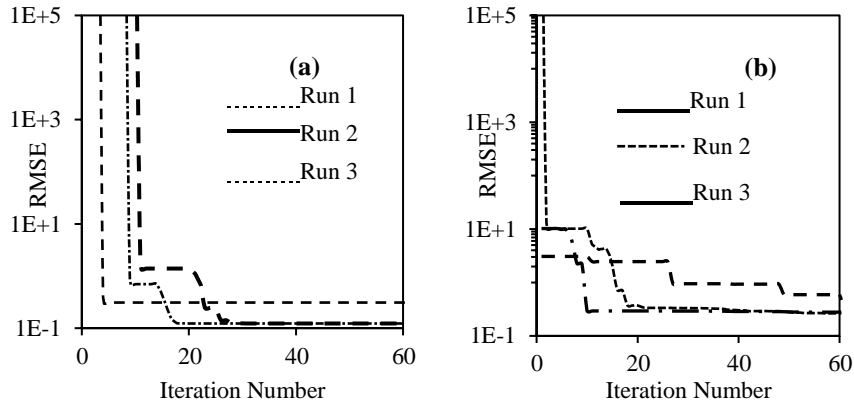 1E+5
1E+3
1E+1
1E-1
RMSE
(a)
Run 1
Run 2
Run 3
0
20
40
60
Iteration Number
1E+5
1E+3
1E+1
1E-1
RMSE
(b)
Run 1
Run 2
Run 3
0
20
40
60
Iteration Number